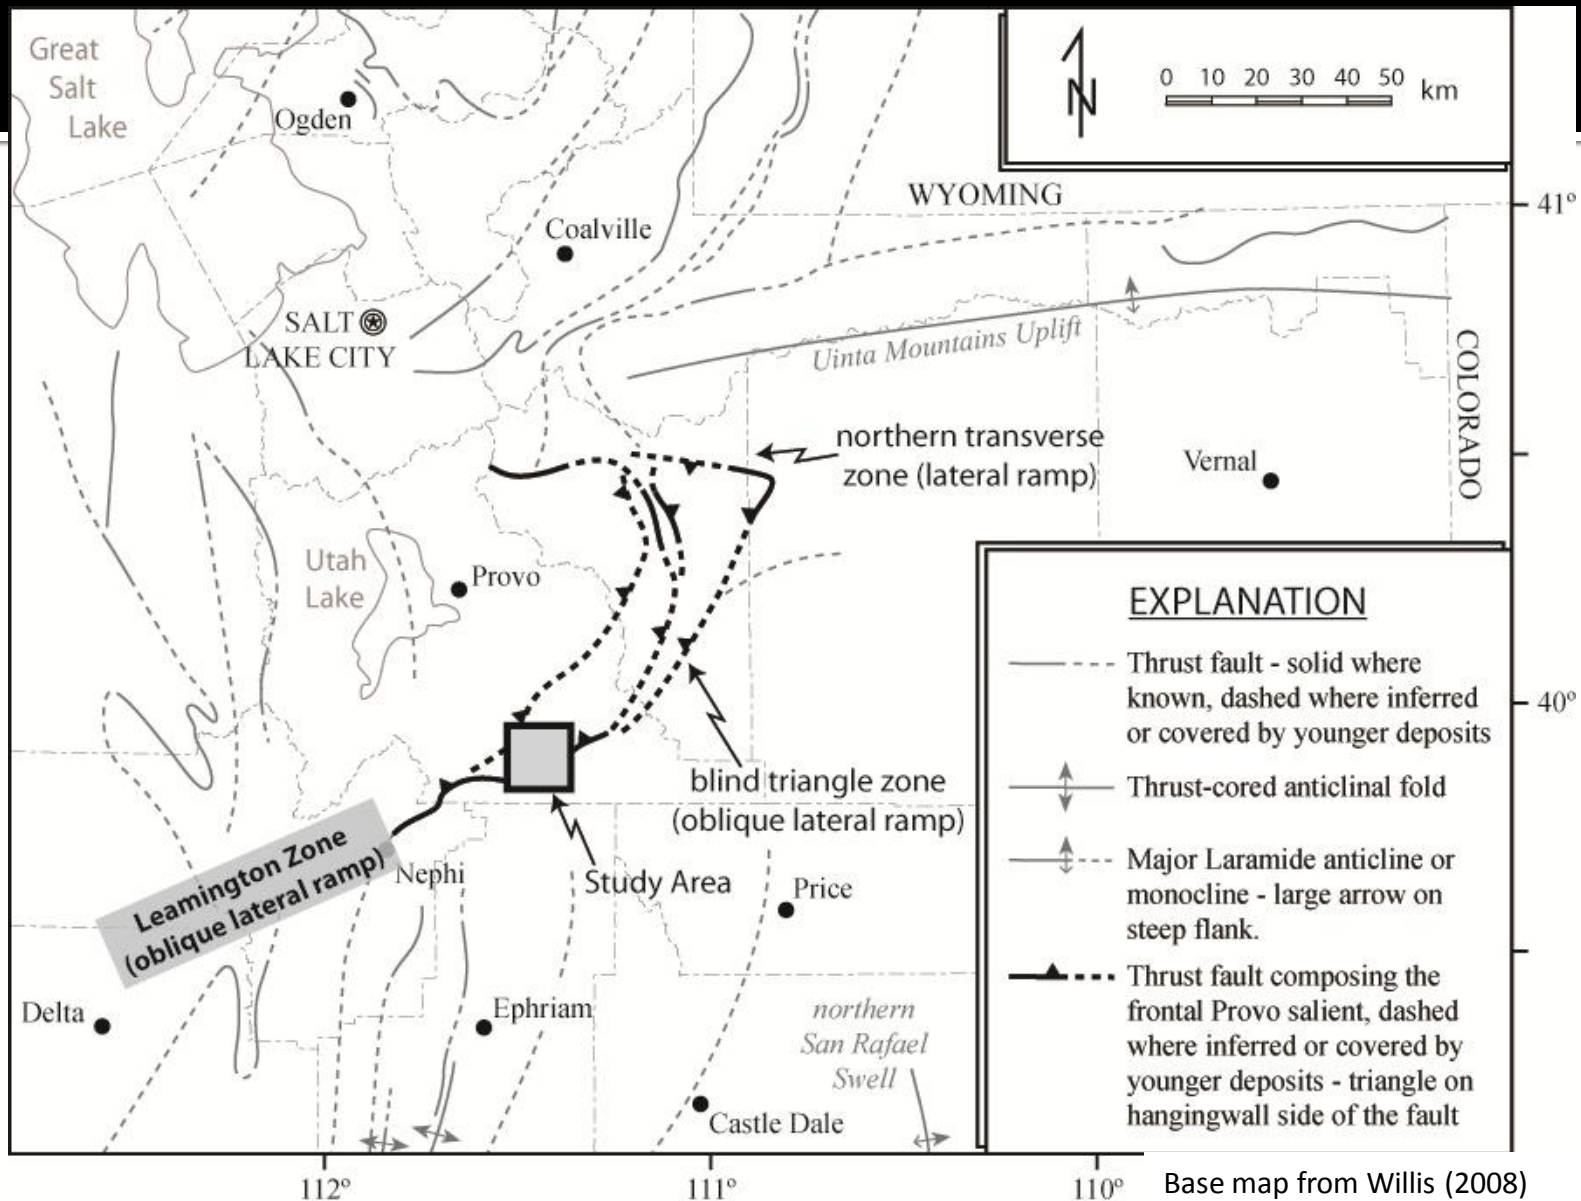 Great
Salt
Lake
Ogden
N
0 10 20 30 40 50 km
WYOMING
41°
Coalville
SALT
LAKE CITY
Uinta Mountains Uplift
COLORADO
northern transverse
zone (lateral ramp)
Vernal
Utah
Lake
Provo
40°
blind triangle zone
(oblique lateral ramp)
Study Area
Leamington Zone
(oblique lateral ramp)
Nephi
Price
Delta
Ephriam
northern
San Rafael
Swell
Castle Dale
EXPLANATION
Thrust fault - solid where
known, dashed where inferred
or covered by younger deposits
Thrust-cored anticlinal fold
Major Laramide anticline or
monocline - large arrow on
steep flank.
Thrust fault composing the
frontal Provo salient, dashed
where inferred or covered by
younger deposits - triangle on
hangingwall side of the fault
112°
111°
110°
Base map from Willis (2008)